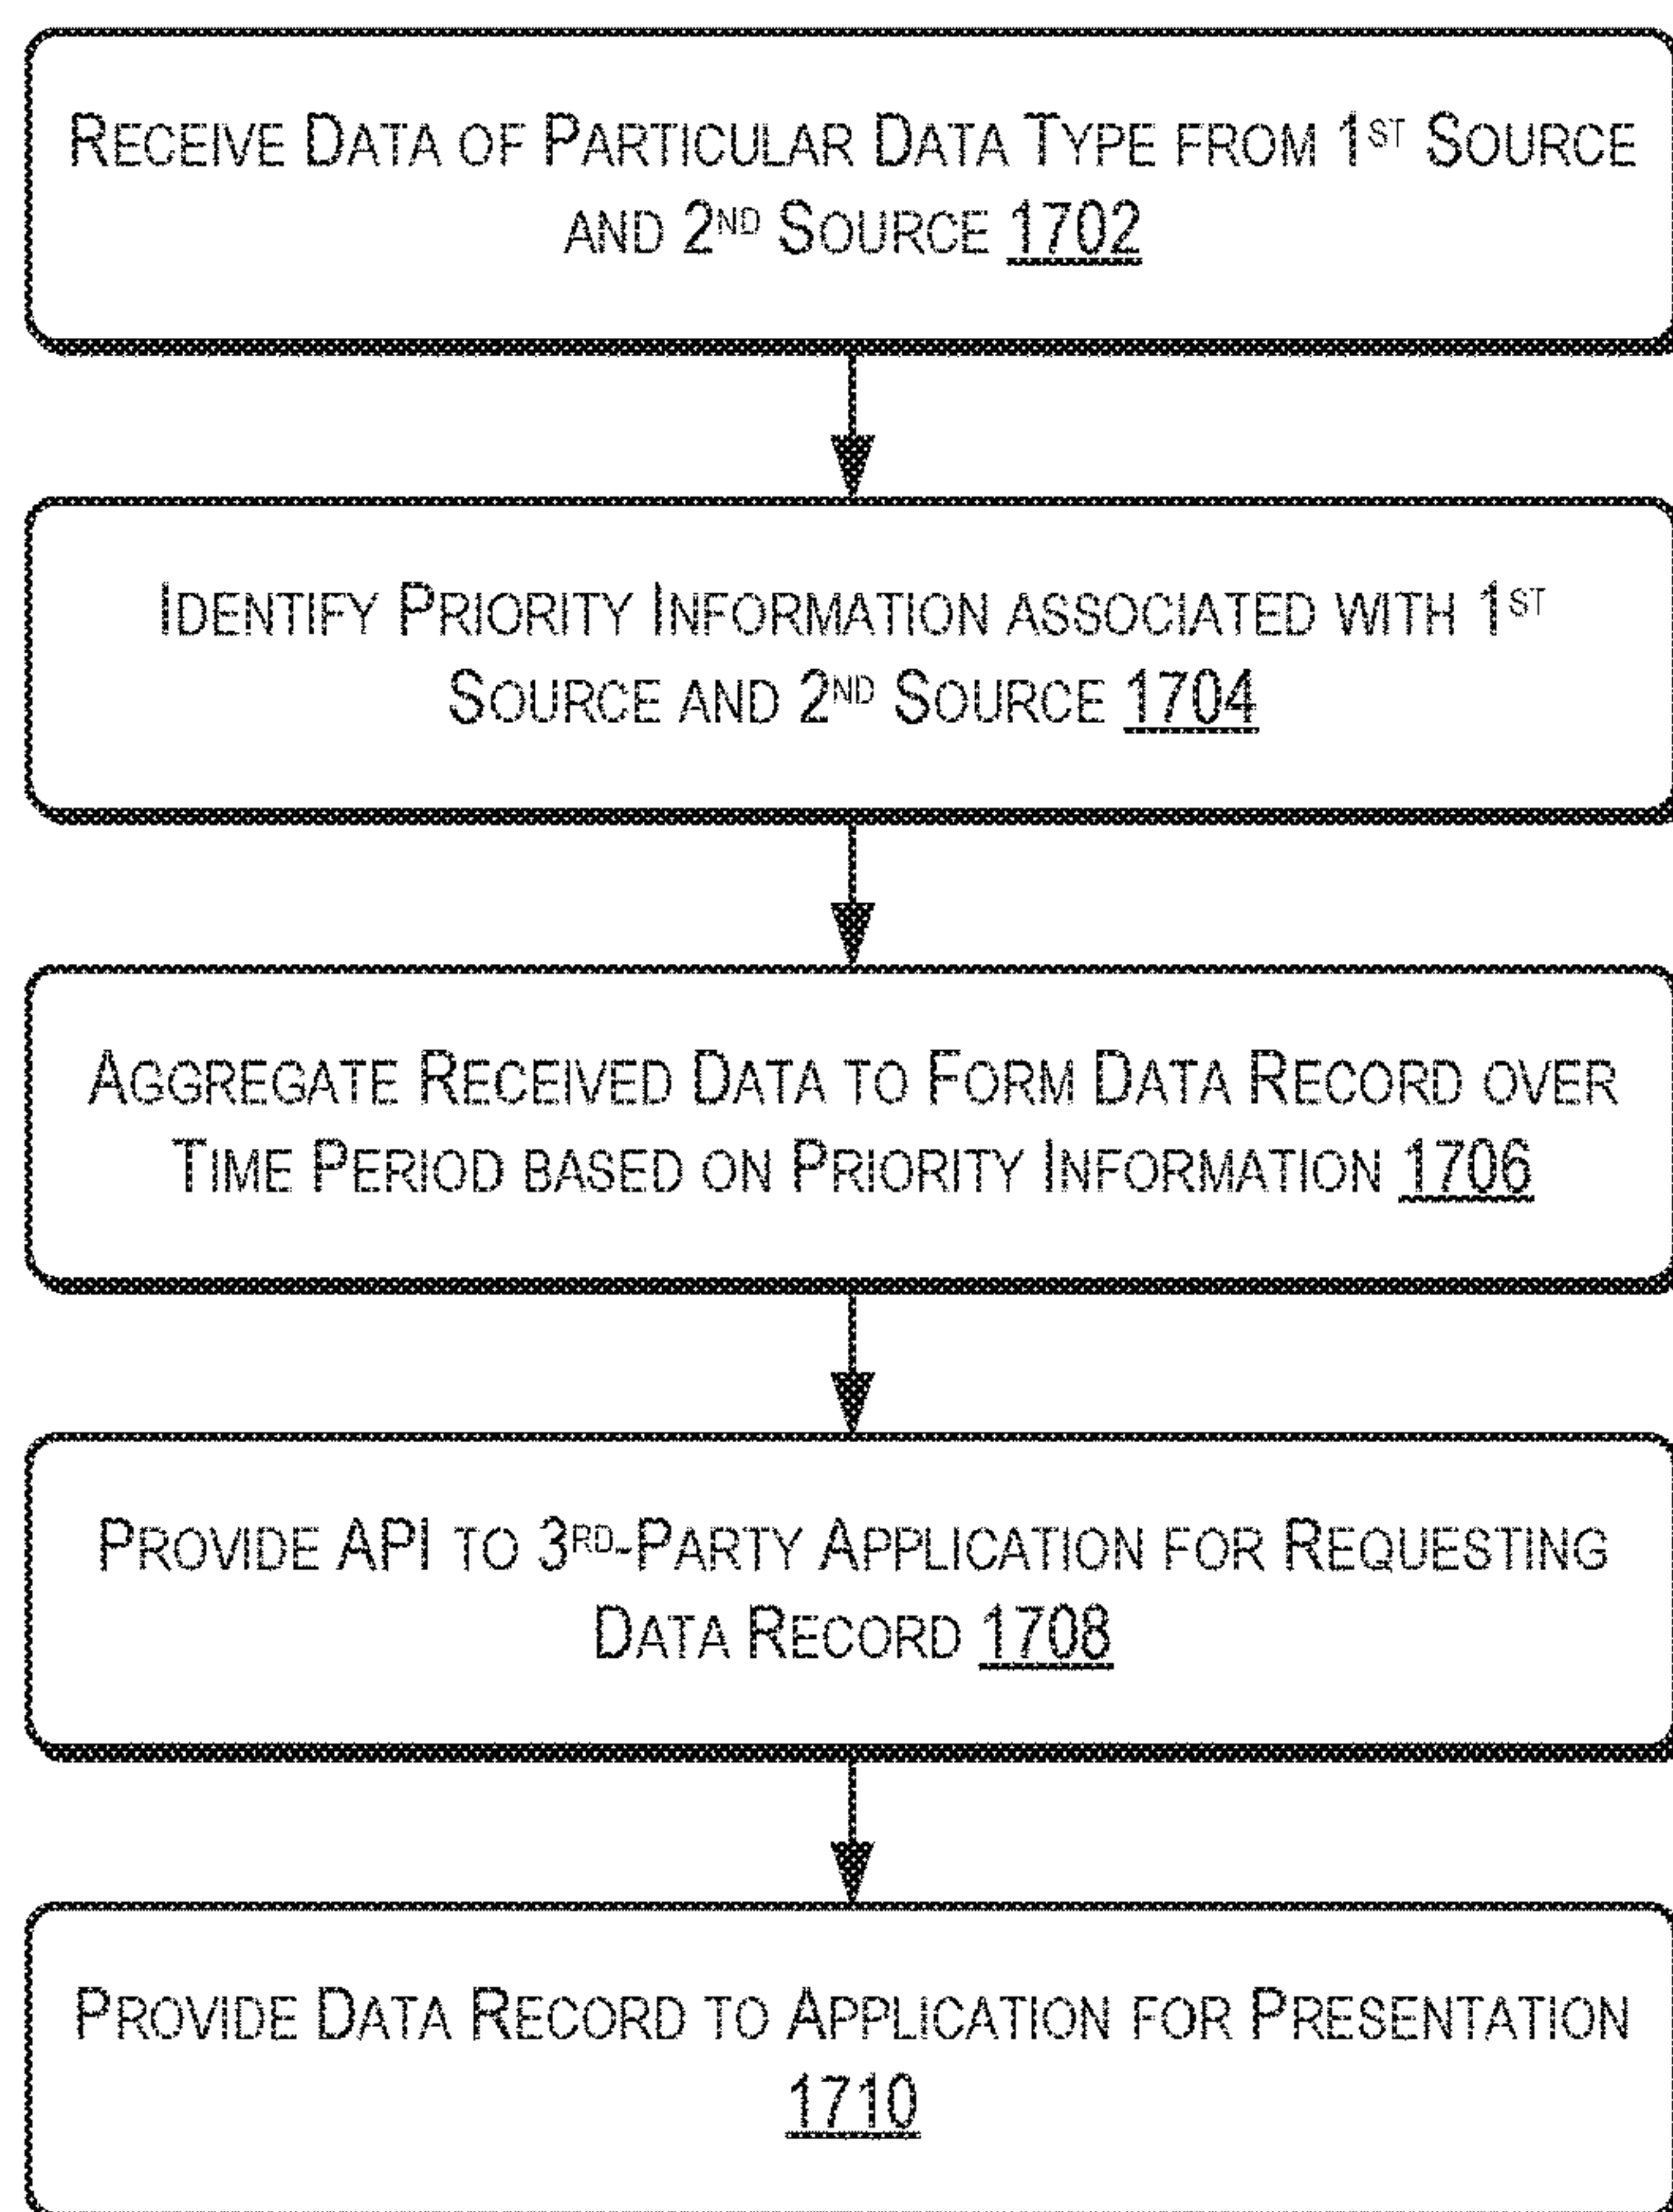 RECEIVE DATA OF PARTICULAR DATA TYPE FROM 1ST SOURCE
AND 2ND SOURCE 1702
IDENTIFY PRIORITY INFORMATION ASSOCIATED WITH 1ST
SOURCE AND 2ND SOURCE 1704
AGGREGATE RECEIVED DATA TO FORM DATA RECORD OVER
TIME PERIOD BASED ON PRIORITY INFORMATION 1706
PROVIDE API TO 3RD-PARTY APPLICATION FOR REQUESTING
DATA RECORD 1708
PROVIDE DATA RECORD TO APPLICATION FOR PRESENTATION
1710